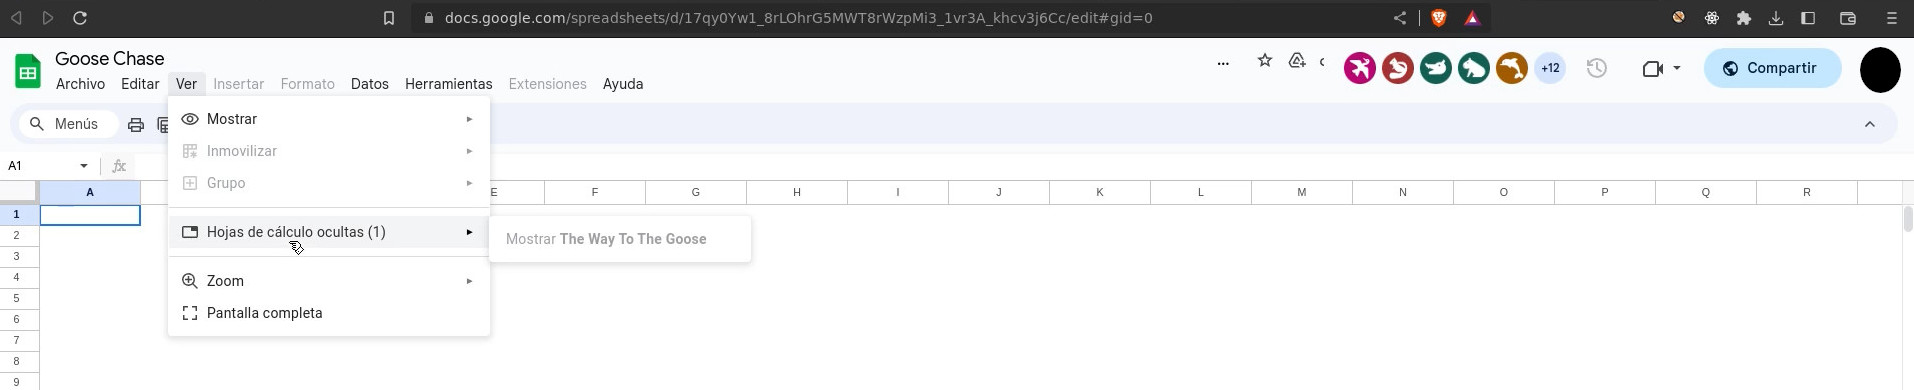 docs.google.com/spreadsheets/d/17qy0Yw1_8rLOhrG5MWT8rWzpMi3_1vr3A_khcv3j6Cc/edit#gid=0
Goose Chase
Archivo Editar Ver Insertar Formato Datos Herramientas Extensiones Ayuda
+12
Compartir
Menús
Mostrar
A1
fx
Inmovilizar
Grupo
A E F G H I J K L M N O P Q R
1
2
3
4
5
6
7
8
9
Hojas de cálculo ocultas (1)
Mostrar The Way To The Goose
Zoom
Pantalla completa